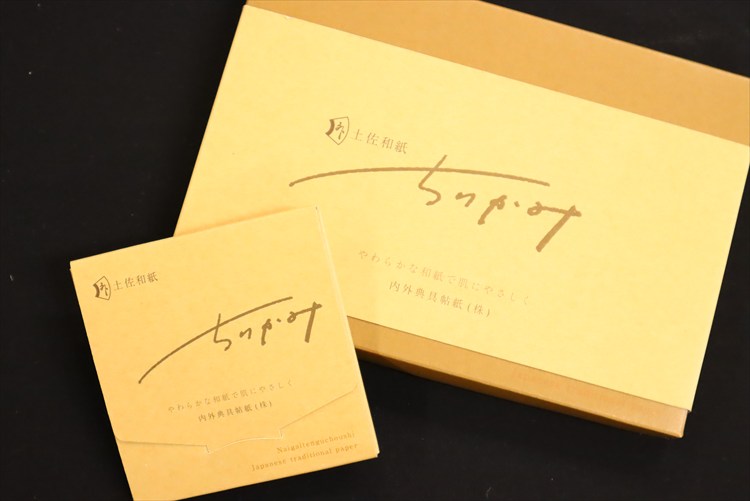 土佐和紙
ちりがみ
やわらかな和紙で肌にやさしく
内外典具帖紙(株)
土佐和紙
ちりがみ
やわらかな和紙で肌にやさしく
内外典具帖紙(株)
Naigaitenguchoushi
Japanese traditional paper